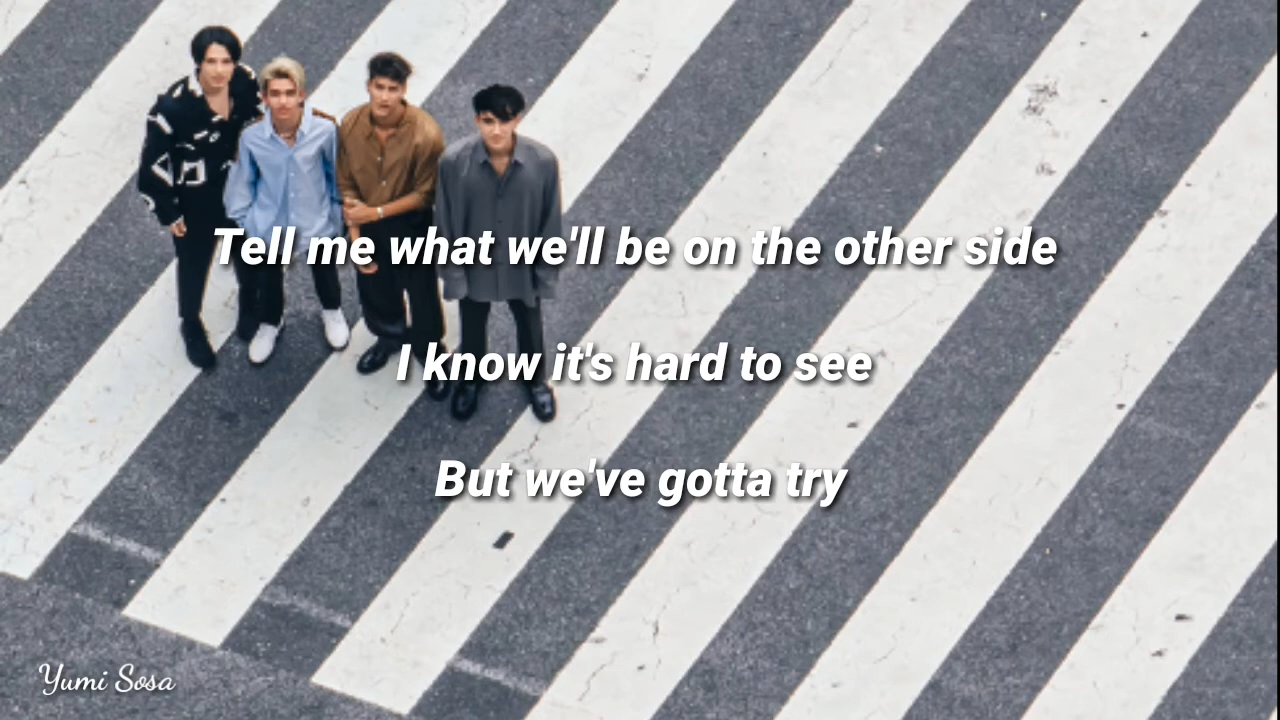 Tell me what we'll be on the other side
I know it's hard to see
But we've gotta try
Yumi Sosa